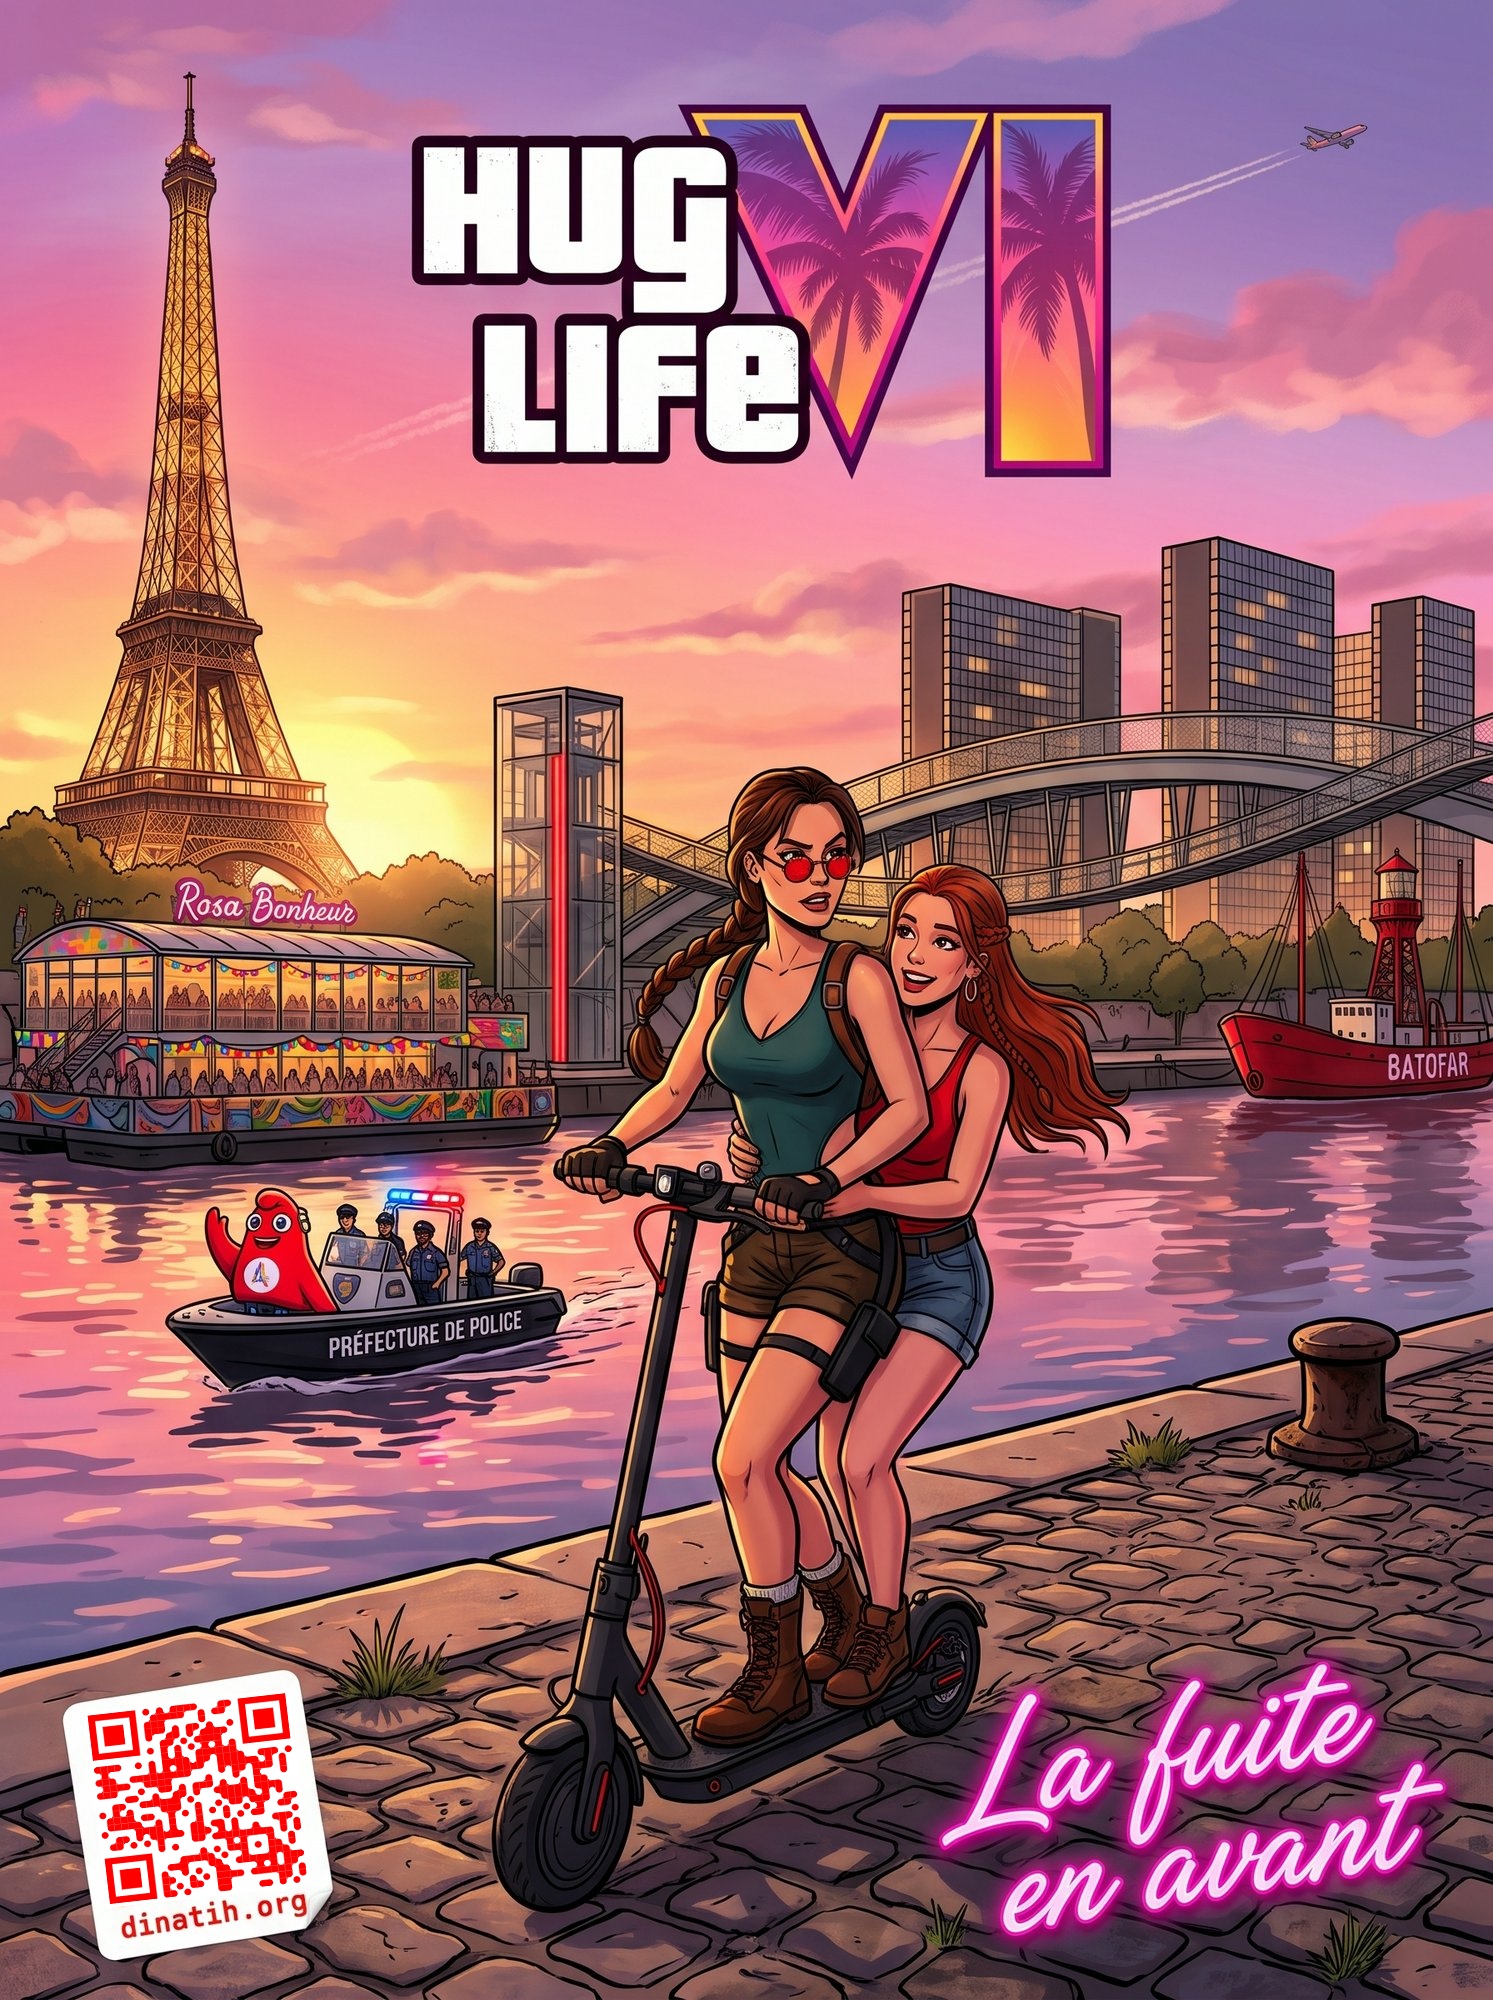 HUG
LIFE
VI
Rosa Bonheur
BATOFAR
PRÉFECTURE DE POLICE
La fuite
en avant
dinatih.org